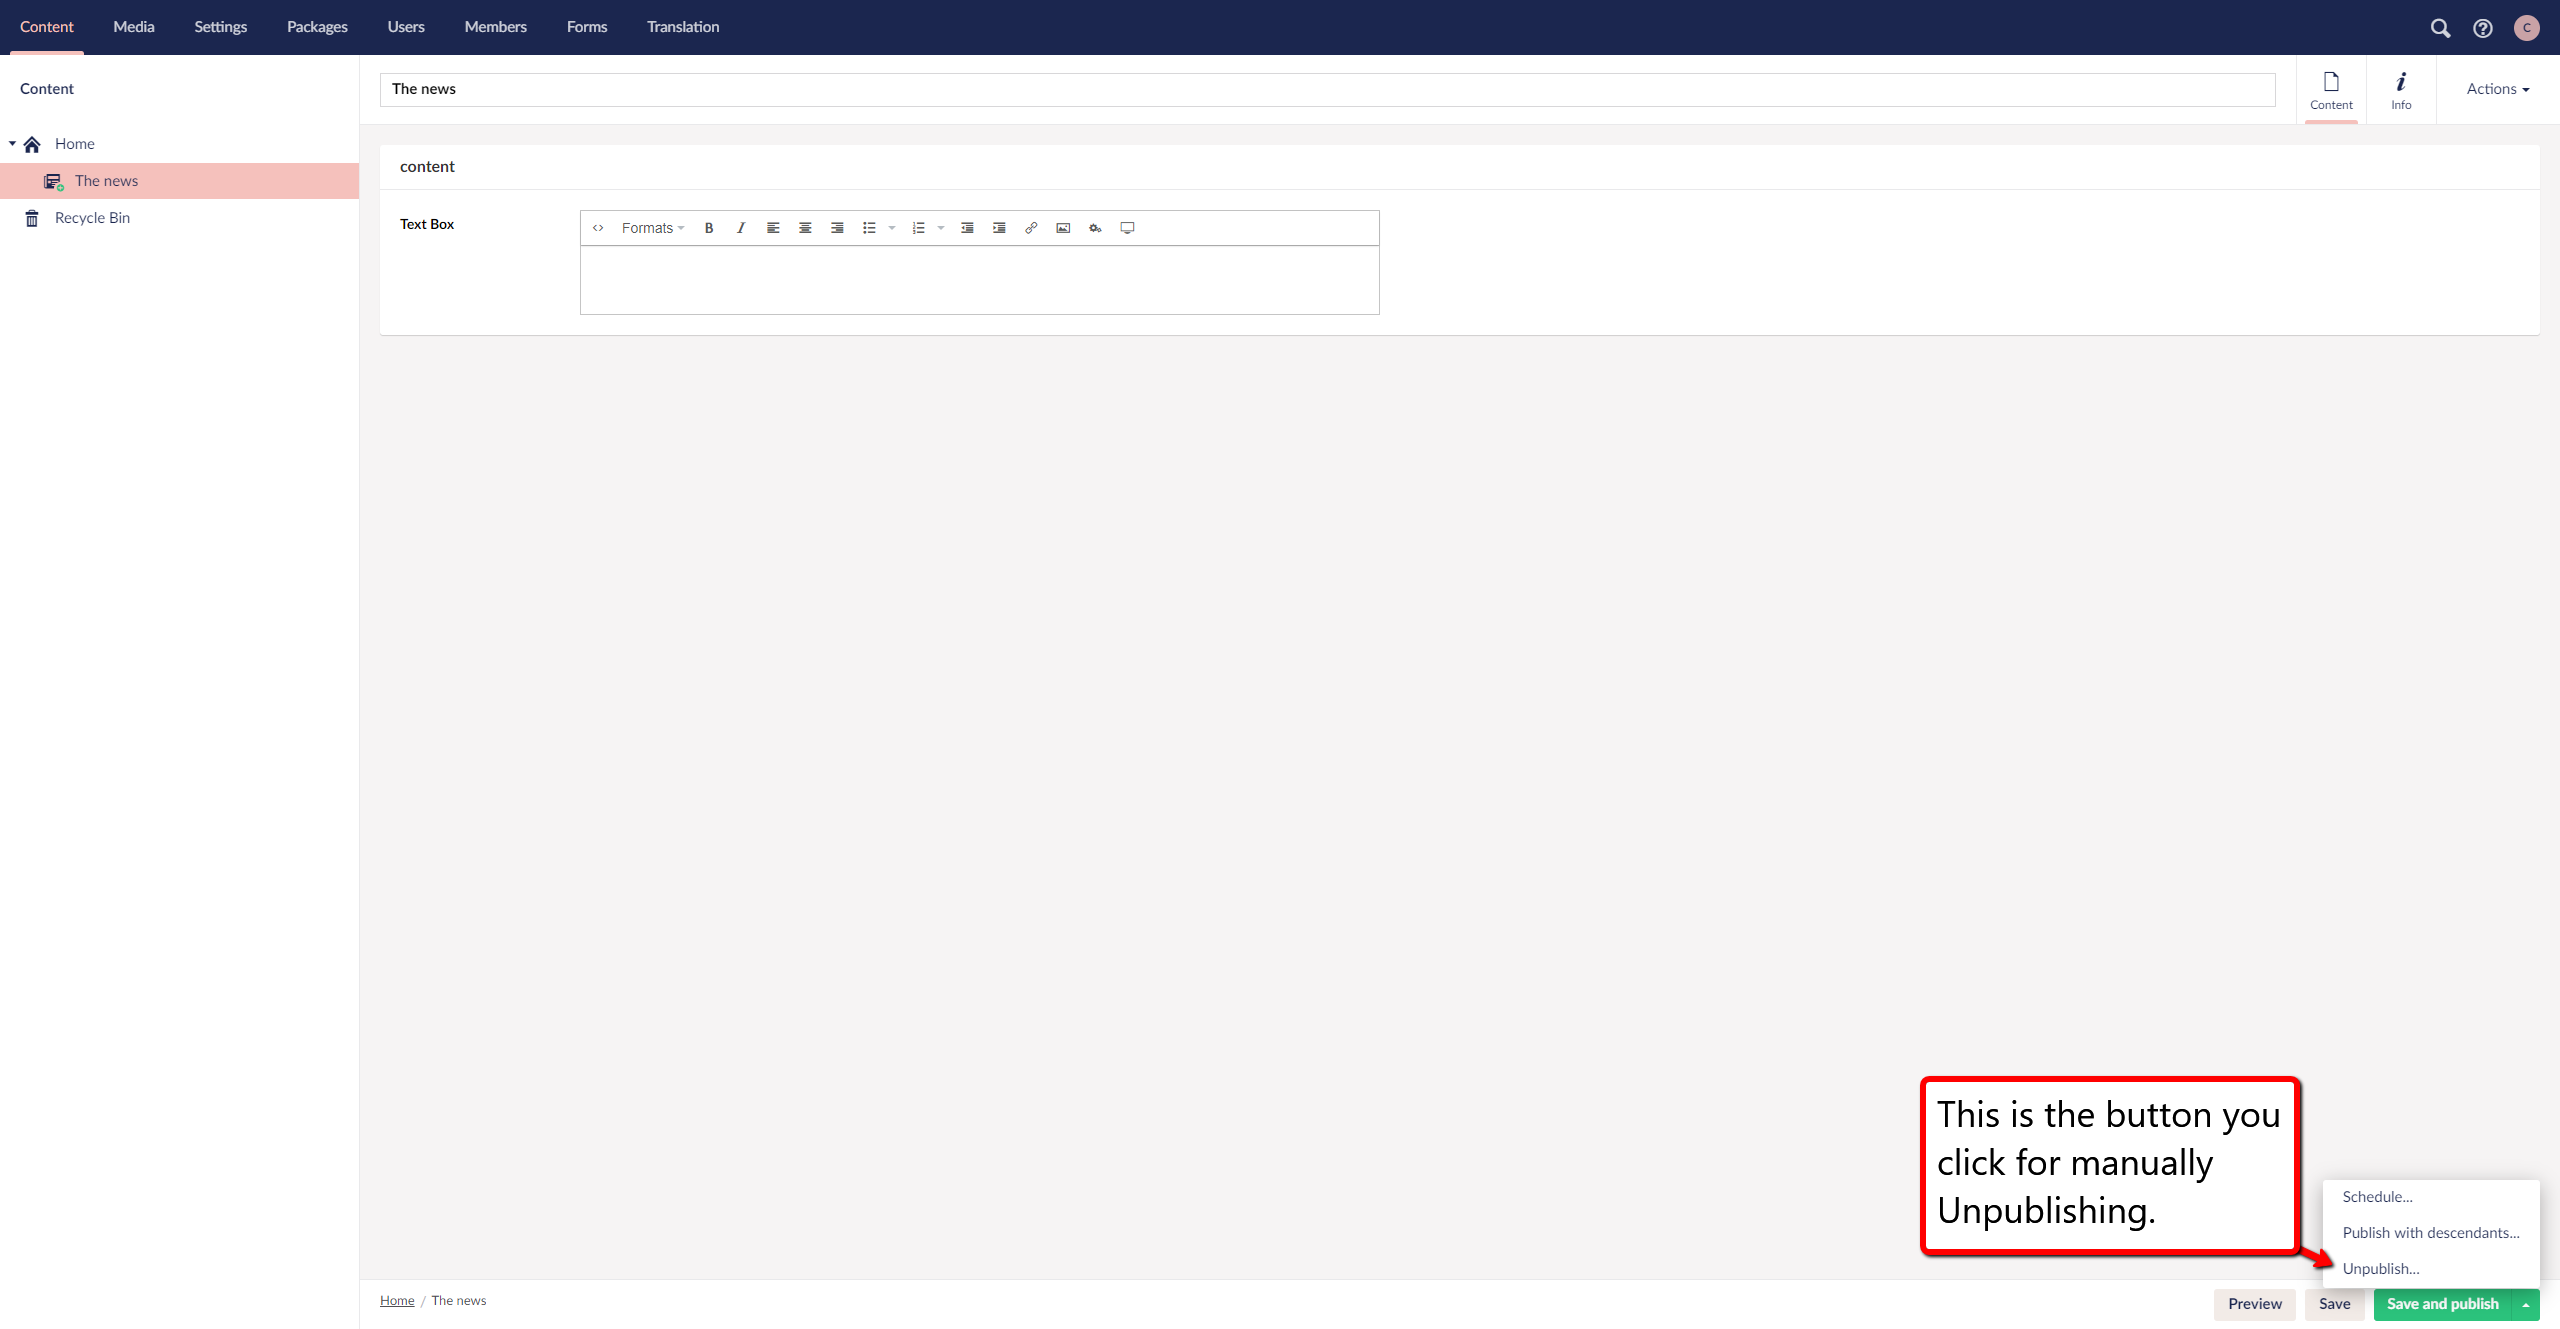 Content Media Settings Packages Users Members Forms Translation C
Content
The news
Content
Info
Actions
Home
The news
Recycle Bin
content
Text Box
Formats B I
This is the button you
click for manually
Unpublishing.
Schedule...
Publish with descendants...
Unpublish...
Home / The news
Preview Save Save and publish